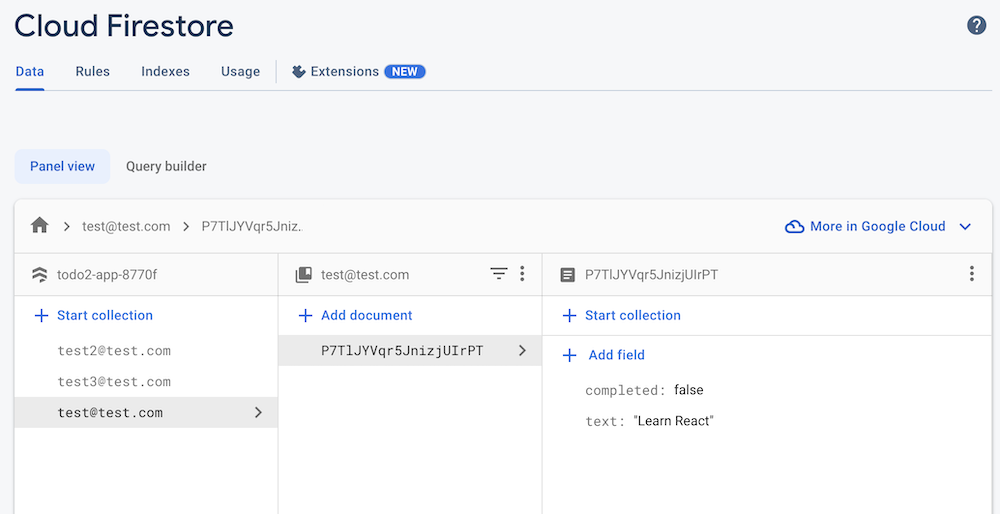 Cloud Firestore
Data Rules Indexes Usage Extensions NEW
Panel view Query builder
test@test.com P7TlJYVqr5Jniz.. More in Google Cloud
todo2-app-8770f test@test.com P7TlJYVqr5JnizjUIrPT
Start collection Add document Start collection
test2@test.com P7TlJYVqr5JnizjUIrPT Add field
test3@test.com completed: false
test@test.com text: "Learn React"